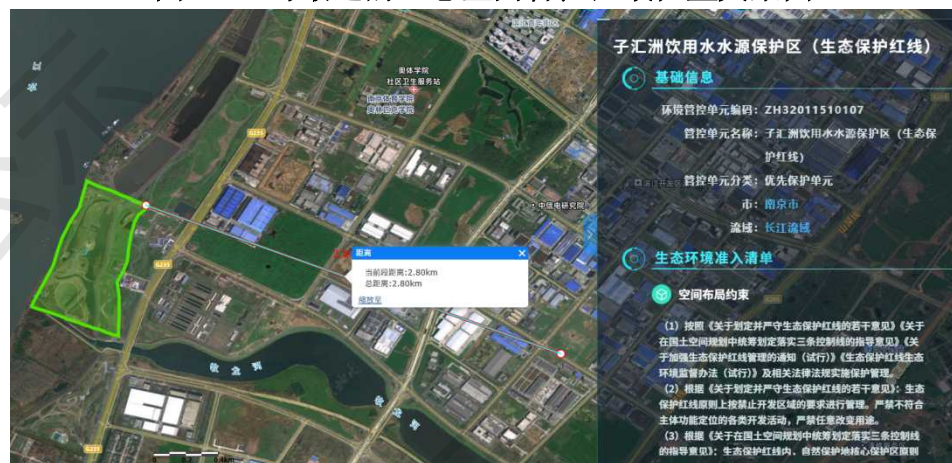 奥体学院
社区卫生服务站
G235
中信电研究院
距离
当前段距离:2.80km
总距离:2.80km
缩放至
G235
G235
牧龙河
子汇洲饮用水水源保护区（生态保护红线）
基础信息
环境管控单元编码: ZH32011510107
管控单元名称: 子汇洲饮用水水源保护区（生态保
护红线）
管控单元分类: 优先保护单元
市: 南京市
流域: 长江流域
生态环境准入清单
空间布局约束
（1）按照《关于划定并严守生态保护红线的若干意见》《关于
在国土空间规划中统筹划定落实三条控制线的指导意见》《关
于加强生态保护红线管理的通知（试行）》《生态保护红线生态
环境监督办法（试行）》及相关法律法规实施保护管理。
（2）根据《关于划定并严守生态保护红线的若干意见》：生态
保护红线原则上按禁止开发区域的要求进行管理。严禁不符合
主体功能定位的各类开发活动，严禁任意改变用途。
（3）根据《关于在国土空间规划中统筹划定落实三条控制线
的指导意见》：生态保护红线内，自然保护地核心保护区原则